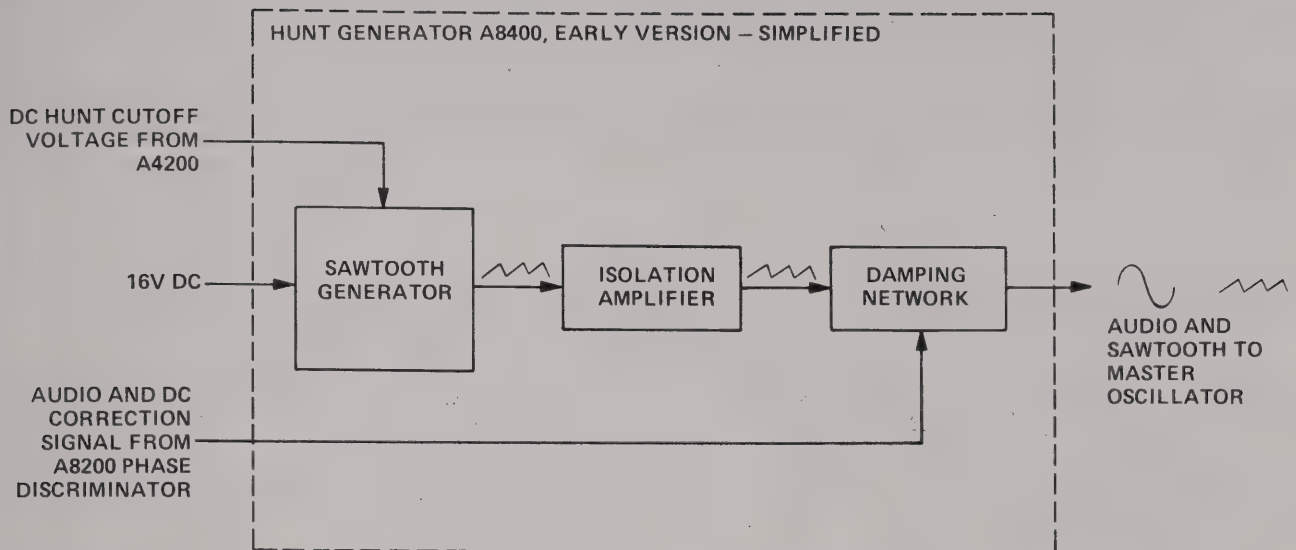 HUNT GENERATOR A8400, EARLY VERSION – SIMPLIFIED
DC HUNT CUTOFF
VOLTAGE FROM
A4200
16V DC
SAWTOOTH
GENERATOR
ISOLATION
AMPLIFIER
DAMPING
NETWORK
AUDIO AND
SAWTOOTH TO
MASTER
OSCILLATOR
AUDIO AND DC
CORRECTION
SIGNAL FROM
A8200 PHASE
DISCRIMINATOR